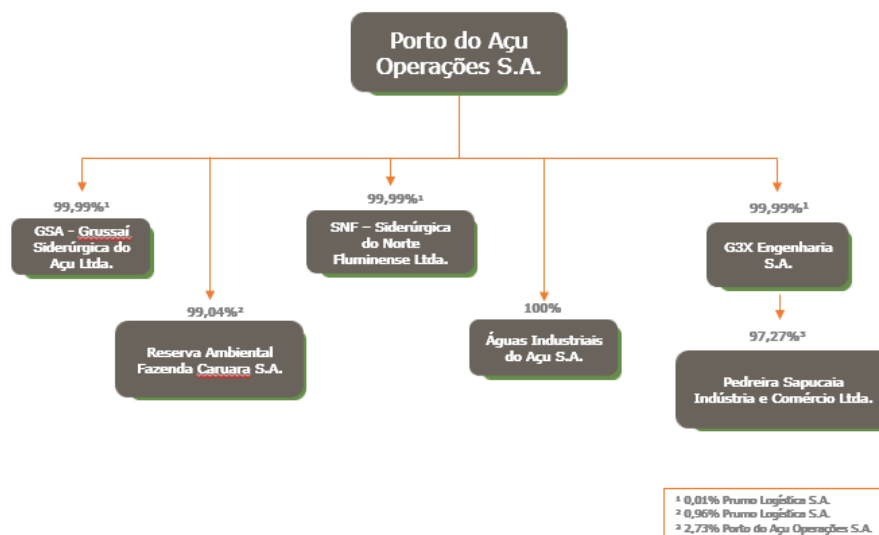 Porto do Açu
Operações S.A.
99,99%¹
GSA - Grussaí
Siderúrgica do
Açu Ltda.
99,04%²
Reserva Ambiental
Fazenda Caruara S.A.
99,99%¹
SNF – Siderúrgica
do Norte
Fluminense Ltda.
100%
Águas Industriais
do Açu S.A.
99,99%¹
G3X Engenharia
S.A.
97,27%³
Pedreira Sapucaia
Indústria e Comércio Ltda.
¹ 0,01% Prumo Logística S.A.
² 0,96% Prumo Logística S.A.
³ 2,73% Porto do Açu Operações S.A.